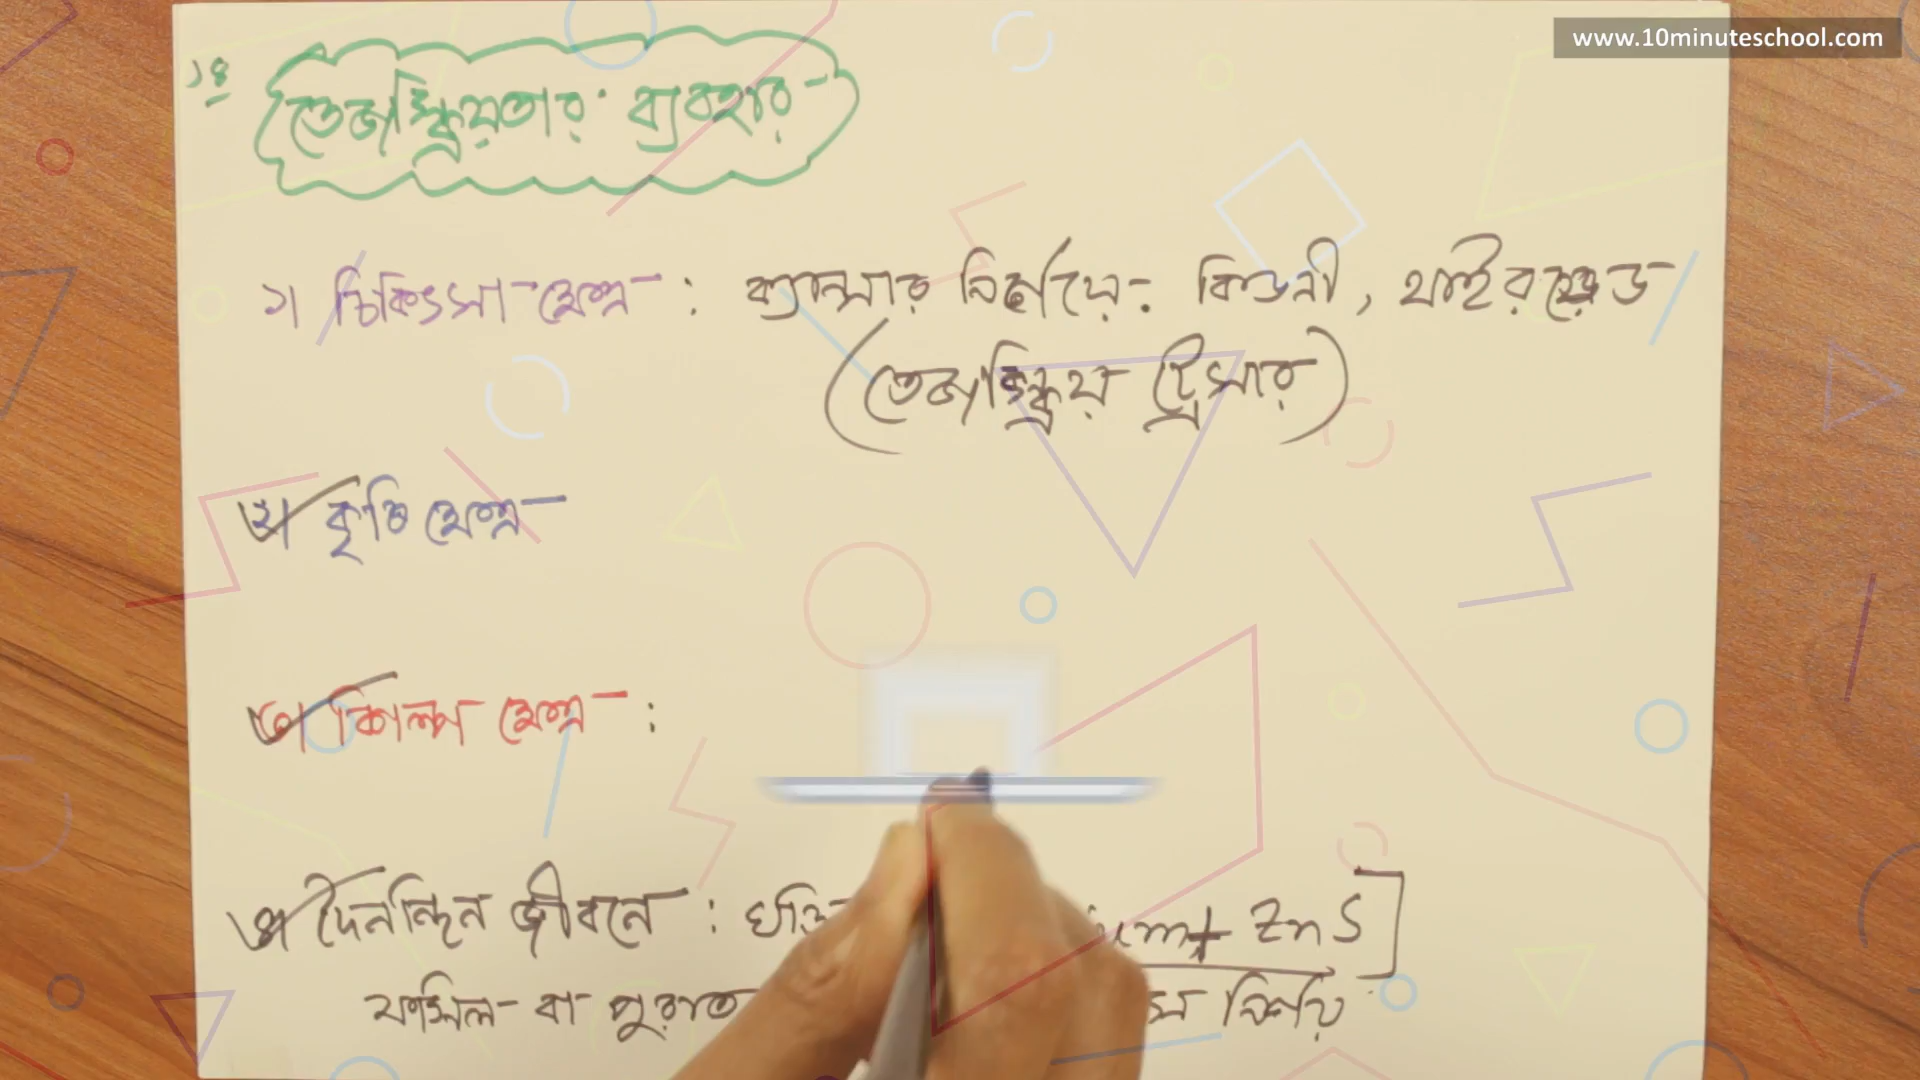 www.10minuteschool.com
১৪
তেজস্ক্রিয়তার ব্যবহার
১। চিকিৎসা ক্ষেত্রে : ক্যান্সার নির্ণয়ে: কিডনী, থাইরয়েড
(তেজস্ক্রিয় ট্রেসার)
২। কৃষি ক্ষেত্রে
৩। শিল্প ক্ষেত্রে :
৪। দৈনন্দিন জীবনে : + ZnS]
ফসিল বা নির্ণয়